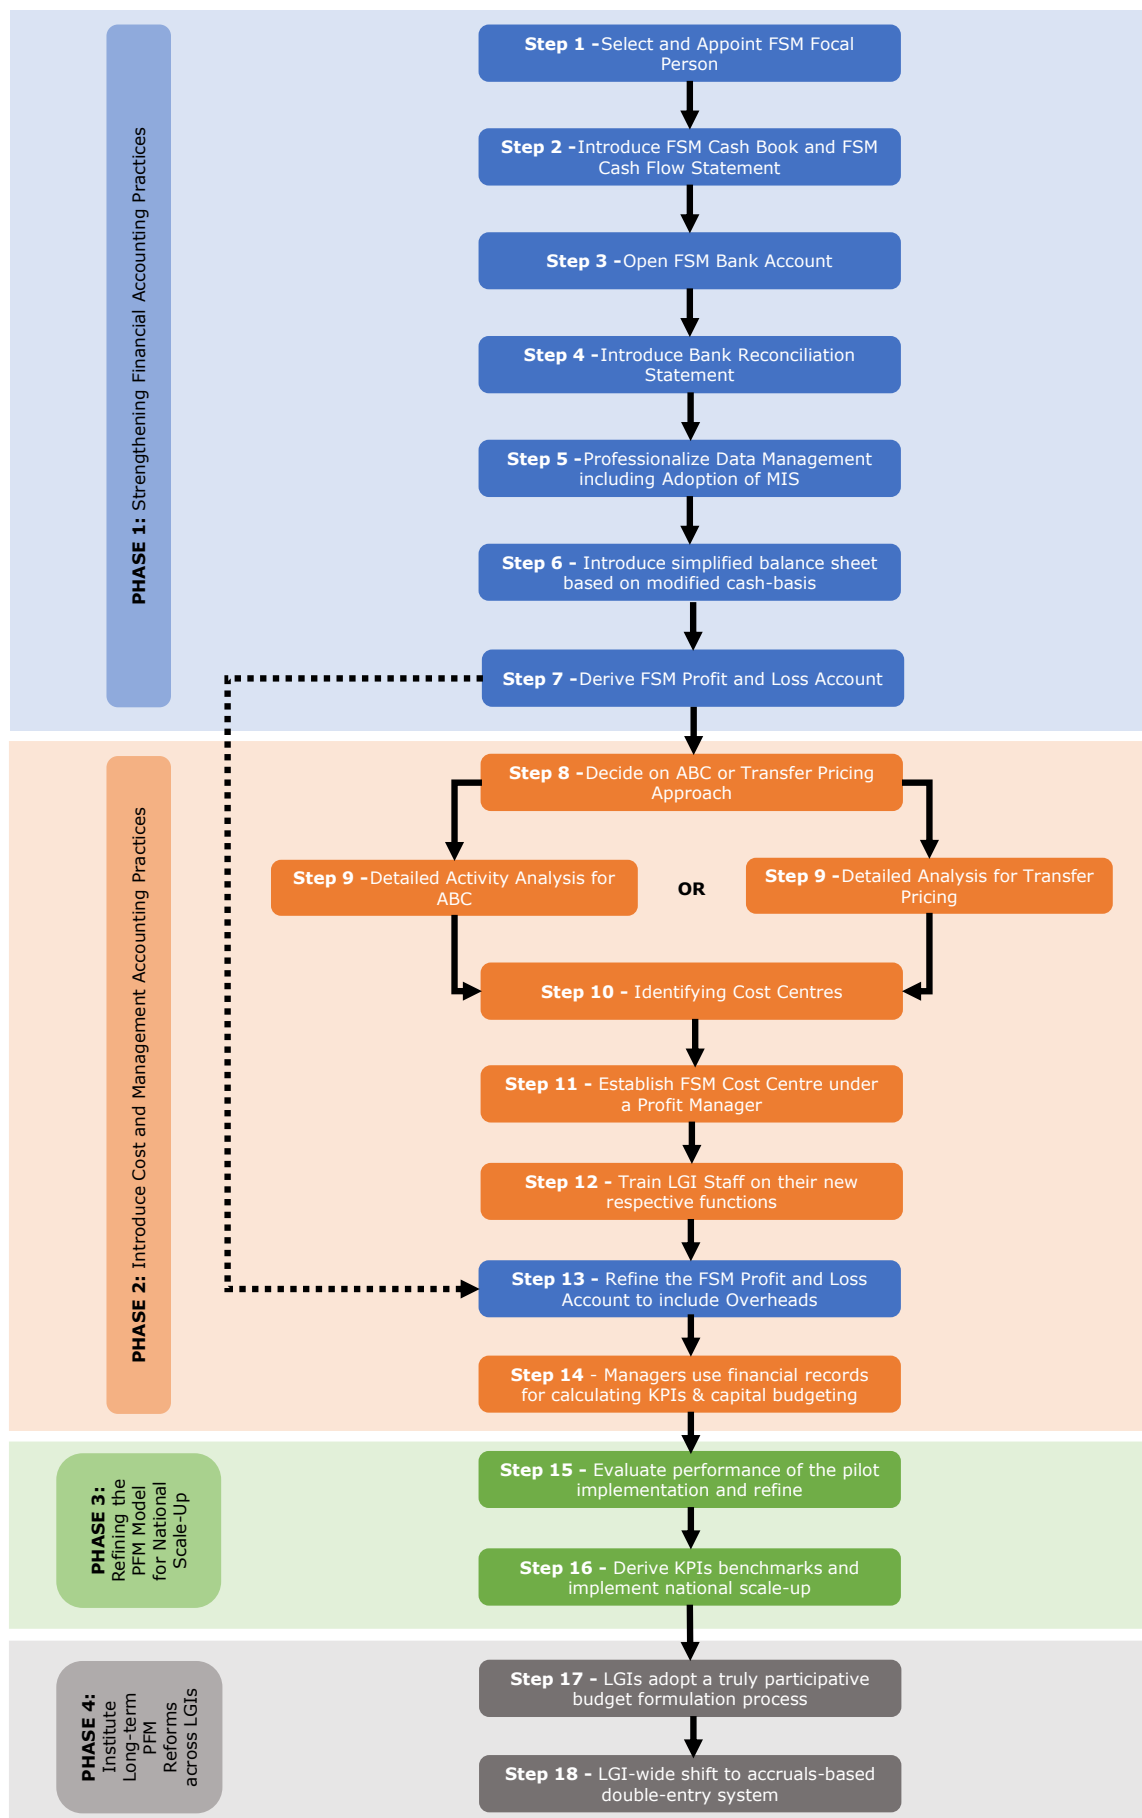 PHASE 1: Strengthening Financial Accounting Practices
Step 1 -Select and Appoint FSM Focal
Person
Step 2 -Introduce FSM Cash Book and FSM
Cash Flow Statement
Step 3 -Open FSM Bank Account
Step 4 -Introduce Bank Reconciliation
Statement
Step 5 -Professionalize Data Management
including Adoption of MIS
Step 6 - Introduce simplified balance sheet
based on modified cash-basis
Step 7 -Derive FSM Profit and Loss Account
PHASE 2: Introduce Cost and Management Accounting Practices
Step 8 -Decide on ABC or Transfer Pricing
Approach
Step 9 -Detailed Activity Analysis for
ABC
OR
Step 9 -Detailed Analysis for Transfer
Pricing
Step 10 - Identifying Cost Centres
Step 11 - Establish FSM Cost Centre under
a Profit Manager
Step 12 - Train LGI Staff on their new
respective functions
Step 13 - Refine the FSM Profit and Loss
Account to include Overheads
Step 14 - Managers use financial records
for calculating KPIs & capital budgeting
PHASE 3:
Refining the
PFM Model
for National
Scale-Up
Step 15 - Evaluate performance of the pilot
implementation and refine
Step 16 - Derive KPIs benchmarks and
implement national scale-up
PHASE 4:
Institute
Long-term
PFM
Reforms
across LGIs
Step 17 - LGIs adopt a truly participative
budget formulation process
Step 18 - LGI-wide shift to accruals-based
double-entry system